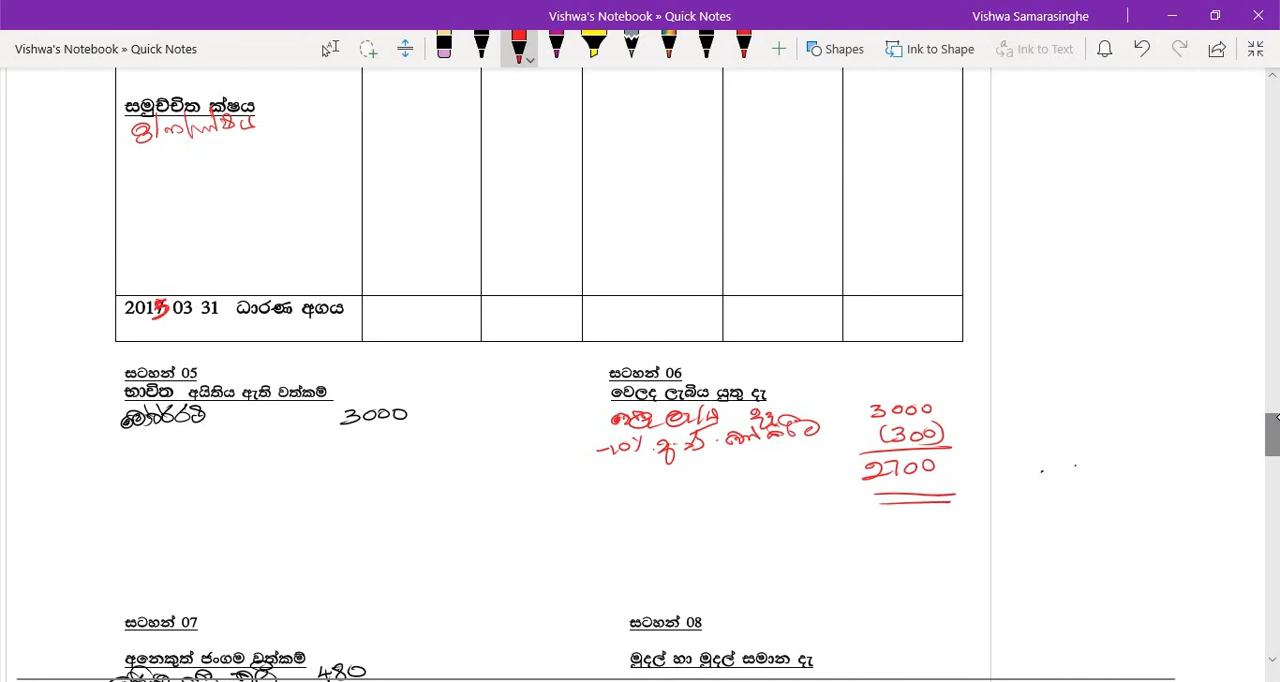 Vishwa's Notebook » Quick Notes
Vishwa Samarasinghe
Vishwa's Notebook » Quick Notes
Shapes
Ink to Shape
Ink to Text
සමුච්චිත ක්ෂය
2015 03 31 ධාරණ අගය
සටහන් 05
භාවිත අයිතිය ඇති වත්කම්
3000
සටහන් 06
වෙලද ලැබිය යුතු දෑ
3000
-10%
(300)
2700
සටහන් 07
අනෙකුත් ජංගම වත්කම්
480
සටහන් 08
මුදල් හා මුදල් සමාන දෑ